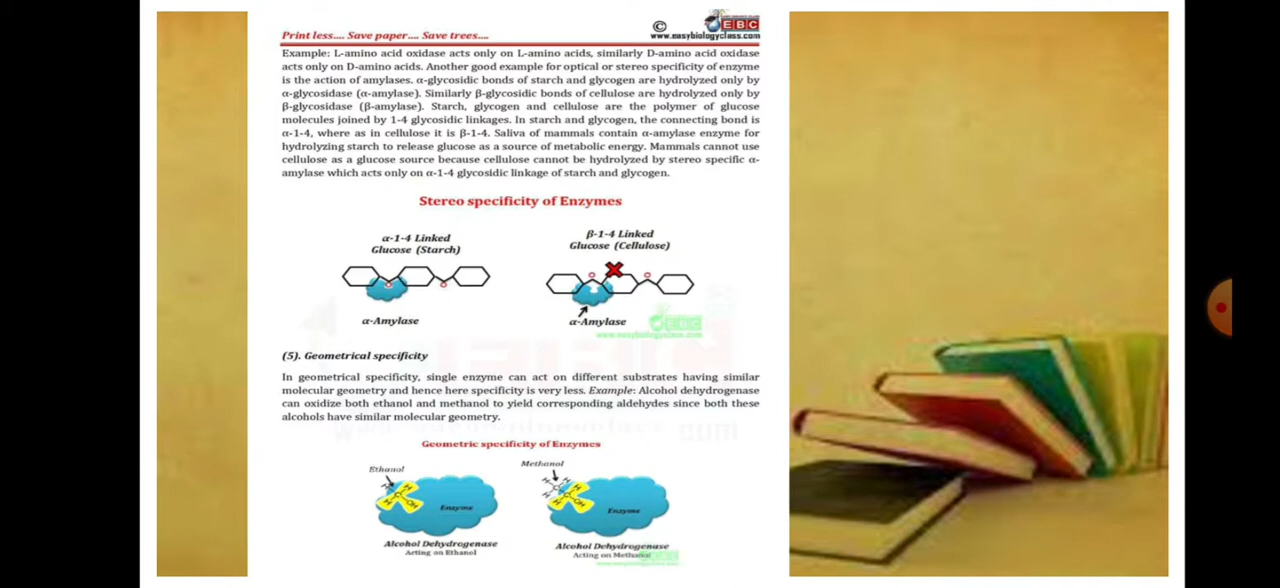 Print less.... Save paper.... Save trees....
©
EBC
www.easybiologyclass.com
Example: L-amino acid oxidase acts only on L-amino acids, similarly D-amino acid oxidase
acts only on D-amino acids. Another good example for optical or stereo specificity of enzyme
is the action of amylases. α-glycosidic bonds of starch and glycogen are hydrolyzed only by
α-glycosidase (α-amylase). Similarly β-glycosidic bonds of cellulose are hydrolyzed only by
β-glycosidase (β-amylase). Starch, glycogen and cellulose are the polymer of glucose
molecules joined by 1-4 glycosidic linkages. In starch and glycogen, the connecting bond is
α-1-4, where as in cellulose it is β-1-4. Saliva of mammals contain α-amylase enzyme for
hydrolyzing starch to release glucose as a source of metabolic energy. Mammals cannot use
cellulose as a glucose source because cellulose cannot be hydrolyzed by stereo specific α-
amylase which acts only on α-1-4 glycosidic linkage of starch and glycogen.
Stereo specificity of Enzymes
α-1-4 Linked
Glucose (Starch)
β-1-4 Linked
Glucose (Cellulose)
O
O
O
O
α-Amylase
α-Amylase
EBC
www.easybiologyclass.com
(5). Geometrical specificity
In geometrical specificity, single enzyme can act on different substrates having similar
molecular geometry and hence here specificity is very less. Example: Alcohol dehydrogenase
can oxidize both ethanol and methanol to yield corresponding aldehydes since both these
alcohols have similar molecular geometry.
Geometric specificity of Enzymes
Ethanol
Methanol
Enzyme
Enzyme
Alcohol Dehydrogenase
Acting on Ethanol
Alcohol Dehydrogenase
Acting on Methanol
EBC
www.easybiologyclass.com